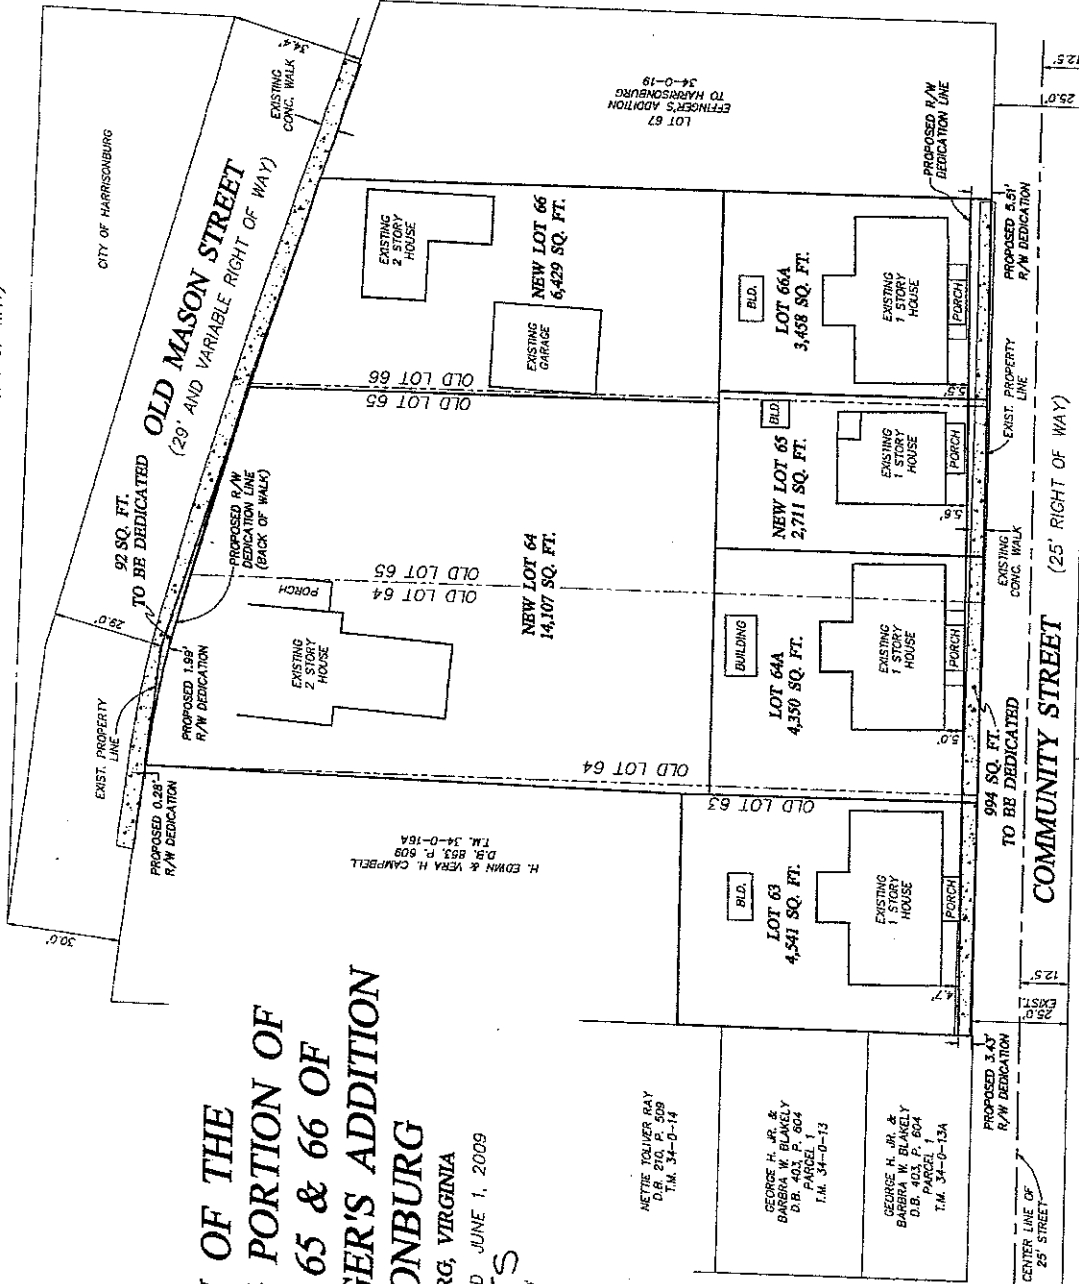 CITY OF HARRISONBURG
34.4'
EXISTING
CONC. WALK
OLD MASON STREET
(29' AND VARIABLE RIGHT OF WAY)
92 SQ. FT.
TO BE DEDICATED
29.0'
PROPOSED R/W
DEDICATION LINE
(BACK OF WALK)
EXIST. PROPERTY
LINE
PROPOSED 1.99'
R/W DEDICATION
PROPOSED 0.28'
R/W DEDICATION
30.0'
LOT 67
EFFINGER'S ADDITION
TO HARRISONBURG
34-O-19
EXISTING
2 STORY
HOUSE
NEW LOT 66
6,429 SQ. FT.
EXISTING
GARAGE
OLD LOT 66
OLD LOT 65
NEW LOT 64
14,107 SQ. FT.
OLD LOT 65
OLD LOT 64
PORCH
EXISTING
2 STORY
HOUSE
OLD LOT 64
OLD LOT 63
H. EDWIN & VERA H. CAMPBELL
D.B. 853, P. 609
T.M. 34-O-16A
BLD.
LOT 66A
3,458 SQ. FT.
EXISTING
1 STORY
HOUSE
PORCH
5.5'
BLD
NEW LOT 65
2,711 SQ. FT.
EXISTING
1 STORY
HOUSE
PORCH
5.6'
BUILDING
LOT 64A
4,350 SQ. FT.
EXISTING
1 STORY
HOUSE
PORCH
5.0'
BLD.
LOT 63
4,541 SQ. FT.
EXISTING
1 STORY
HOUSE
PORCH
4.7'
PROPOSED R/W
DEDICATION LINE
PROPOSED 5.51'
R/W DEDICATION
EXIST. PROPERTY
LINE
EXISTING
CONC. WALK
994 SQ. FT.
TO BE DEDICATED
COMMUNITY STREET
(25' RIGHT OF WAY)
12.5'
25.0'
12.5'
EXIST.
25.0'
PROPOSED 3.43'
R/W DEDICATION
CENTER LINE OF
25' STREET
OF THE
PORTION OF
65 & 66 OF
GER'S ADDITION
ONBURG
RG, VIRGINIA
D JUNE 1, 2009
NETTIE TOLIVER RAY
D.B. 210, P. 509
T.M. 34-O-14
GEORGE H. JR. &
BARBRA W. BLAKELY
D.B. 403, P. 604
PARCEL 1
T.M. 34-O-13
GEORGE H. JR. &
BARBRA W. BLAKELY
D.B. 403, P. 604
PARCEL 1
T.M. 34-O-13A